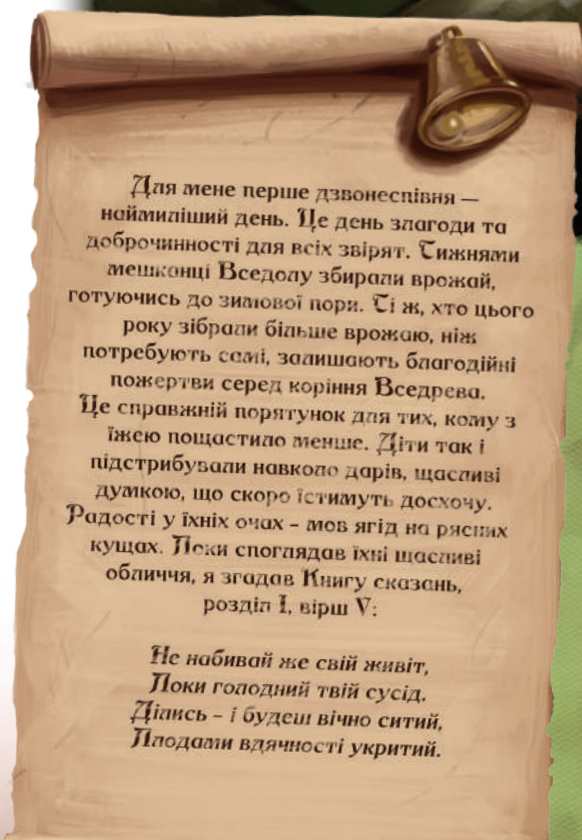 Для мене перше дзвонеспівня —
наймиліший день. Це день злагоди та
доброчинності для всіх звірят. Тижнями
мешканці Вседолу збирали врожай,
готуючись до зимової пори. Ті ж, хто цього
року зібрали більше врожаю, ніж
потребують самі, залишають благодійні
пожертви серед коріння Вседрева.
Це справжній порятунок для тих, кому з
їжею пощастило менше. Діти так і
підстрибували навколо дарів, щасливі
думкою, що скоро їстимуть досхочу.
Радості у їхніх очах – мов ягід на рясних
кущах. Поки споглядав їхні щасливі
обличчя, я згадав Книгу сказань,
розділ I, вірш V:
Не набивай же свій живіт,
Поки голодний твій сусід.
Ділись – і будеш вічно ситий,
Плодами вдячності укритий.